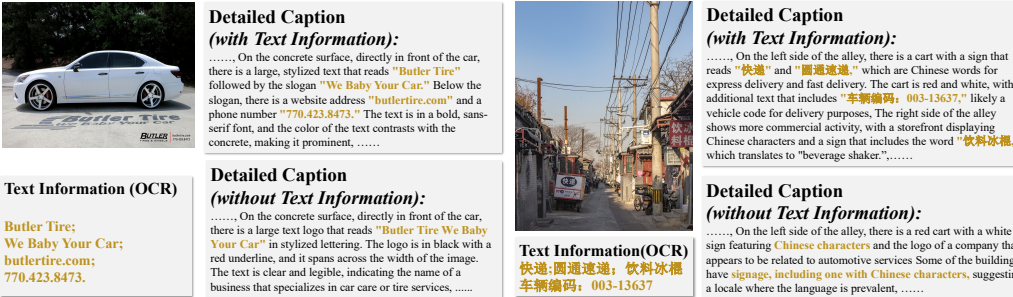 Butler Tire
We Baby Your Car
BUTLER
Text Information (OCR)
Butler Tire;
We Baby Your Car;
butlertire.com;
770.423.8473.
Detailed Caption
(with Text Information):
……, On the concrete surface, directly in front of the car,
there is a large, stylized text that reads "Butler Tire"
followed by the slogan "We Baby Your Car." Below the
slogan, there is a website address "butlertire.com" and a
phone number "770.423.8473." The text is in a bold, sans-
serif font, and the color of the text contrasts with the
concrete, making it prominent, ……
Detailed Caption
(without Text Information):
……, On the concrete surface, directly in front of the car,
there is a large text logo that reads "Butler Tire We Baby
Your Car" in stylized lettering. The logo is in black with a
red underline, and it spans across the width of the image.
The text is clear and legible, indicating the name of a
business that specializes in car care or tire services, ......
快递
饮料
冰棍
Text Information(OCR)
快递:圆通速递；饮料冰棍
车辆编码：003-13637
Detailed Caption
(with Text Information):
……, On the left side of the alley, there is a cart with a sign that
reads "快递" and "圆通速递," which are Chinese words for
express delivery and fast delivery. The cart is red and white, with
additional text that includes "车辆编码：003-13637," likely a
vehicle code for delivery purposes, The right side of the alley
shows more commercial activity, with a storefront displaying
Chinese characters and a sign that includes the word "饮料冰棍,
which translates to "beverage shaker.",……
Detailed Caption
(without Text Information):
……, On the left side of the alley, there is a red cart with a white
sign featuring Chinese characters and the logo of a company tha
appears to be related to automotive services Some of the building
have signage, including one with Chinese characters, suggestin
a locale where the language is prevalent, ……